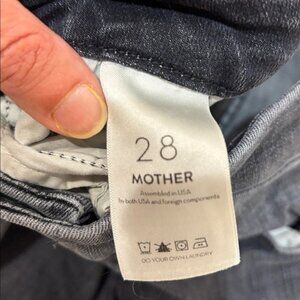 28
MOTHER
Assembled in USA
by both USA and foreign components
DO YOUR OWN LAUNDRY